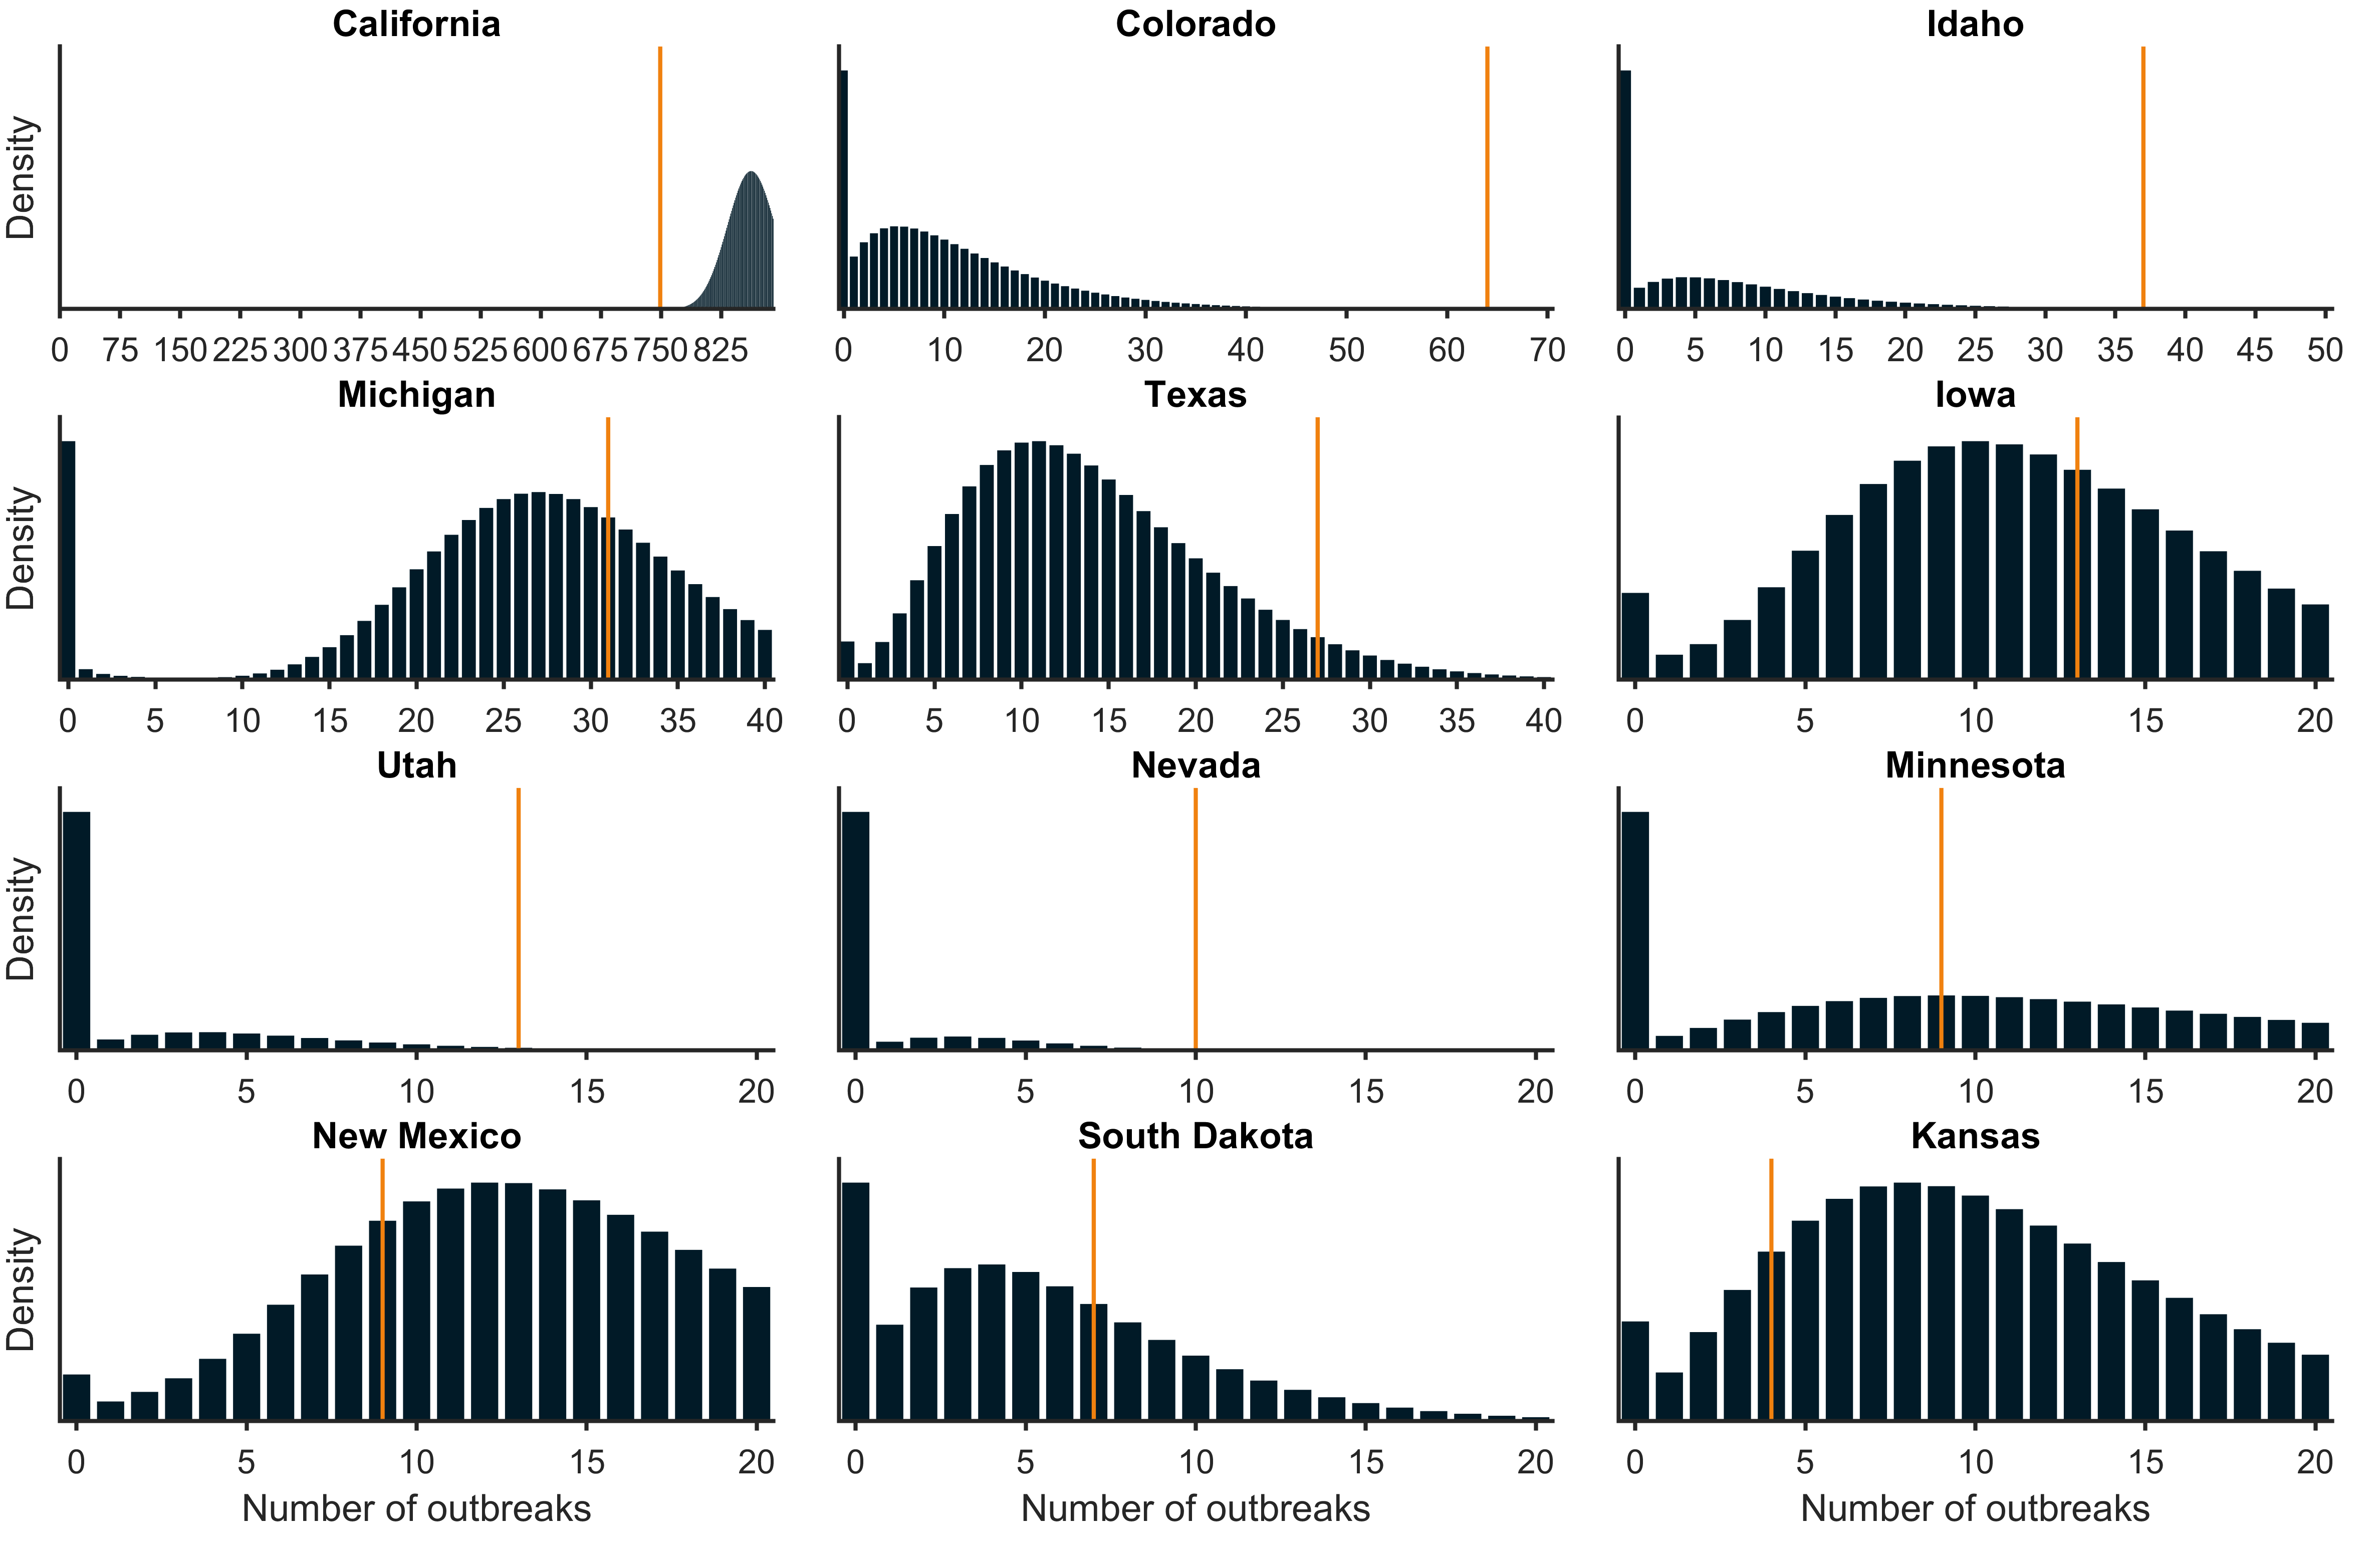 California Colorado Idaho
Density
0 75 150 225 300 375 450 525 600 675 750 825
0 10 20 30 40 50 60 70
0 5 10 15 20 25 30 35 40 45 50
Michigan Texas Iowa
Density
0 5 10 15 20 25 30 35 40
0 5 10 15 20 25 30 35 40
0 5 10 15 20
Utah Nevada Minnesota
Density
0 5 10 15 20
0 5 10 15 20
0 5 10 15 20
New Mexico South Dakota Kansas
Density
0 5 10 15 20
0 5 10 15 20
0 5 10 15 20
Number of outbreaks Number of outbreaks Number of outbreaks